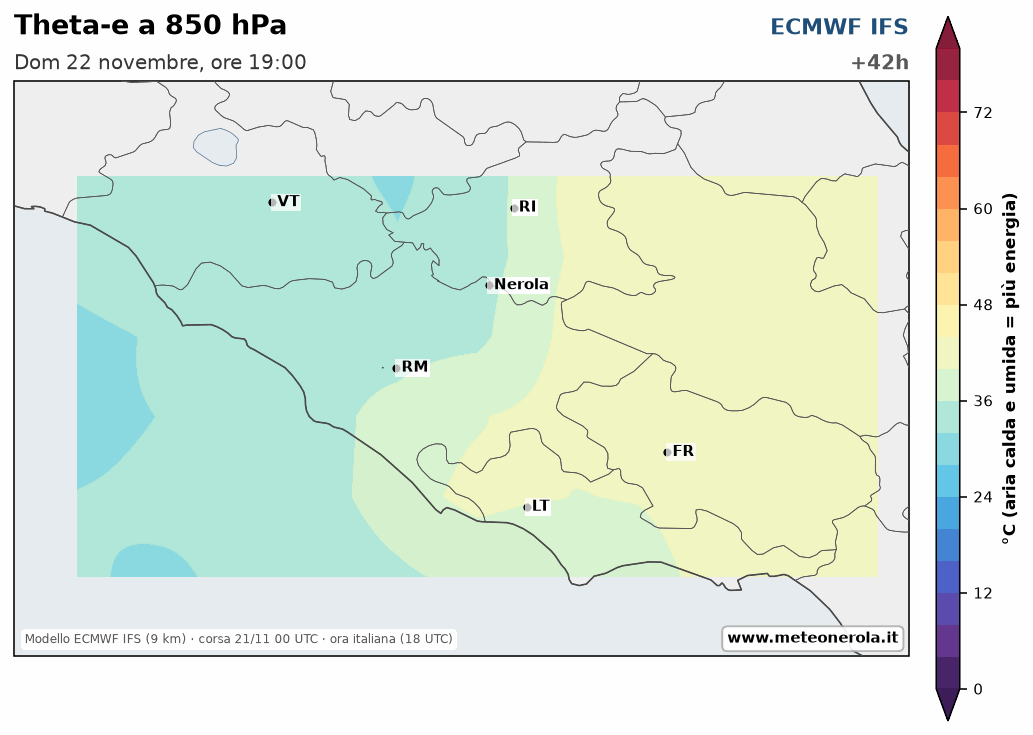 Theta-e a 850 hPa
ECMWF IFS
Dom 22 novembre, ore 19:00
+42h
VT
RI
Nerola
RM
FR
LT
72
60
48
36
24
12
0
°C (aria calda e umida = più energia)
Modello ECMWF IFS (9 km) · corsa 21/11 00 UTC · ora italiana (18 UTC)
www.meteonerola.it